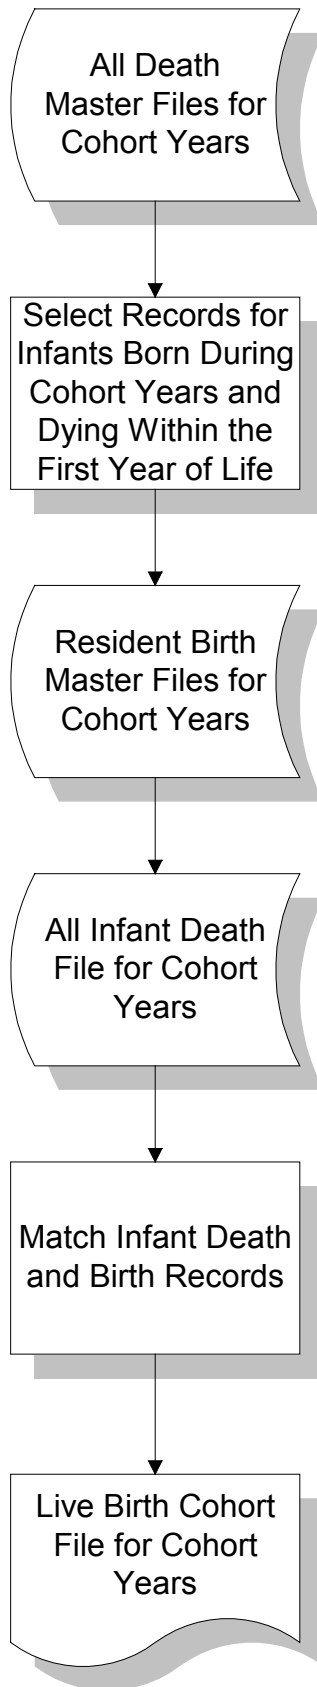 All Death
Master Files for
Cohort Years
Select Records for
Infants Born During
Cohort Years and
Dying Within the
First Year of Life
Resident Birth
Master Files for
Cohort Years
All Infant Death
File for Cohort
Years
Match Infant Death
and Birth Records
Live Birth Cohort
File for Cohort
Years